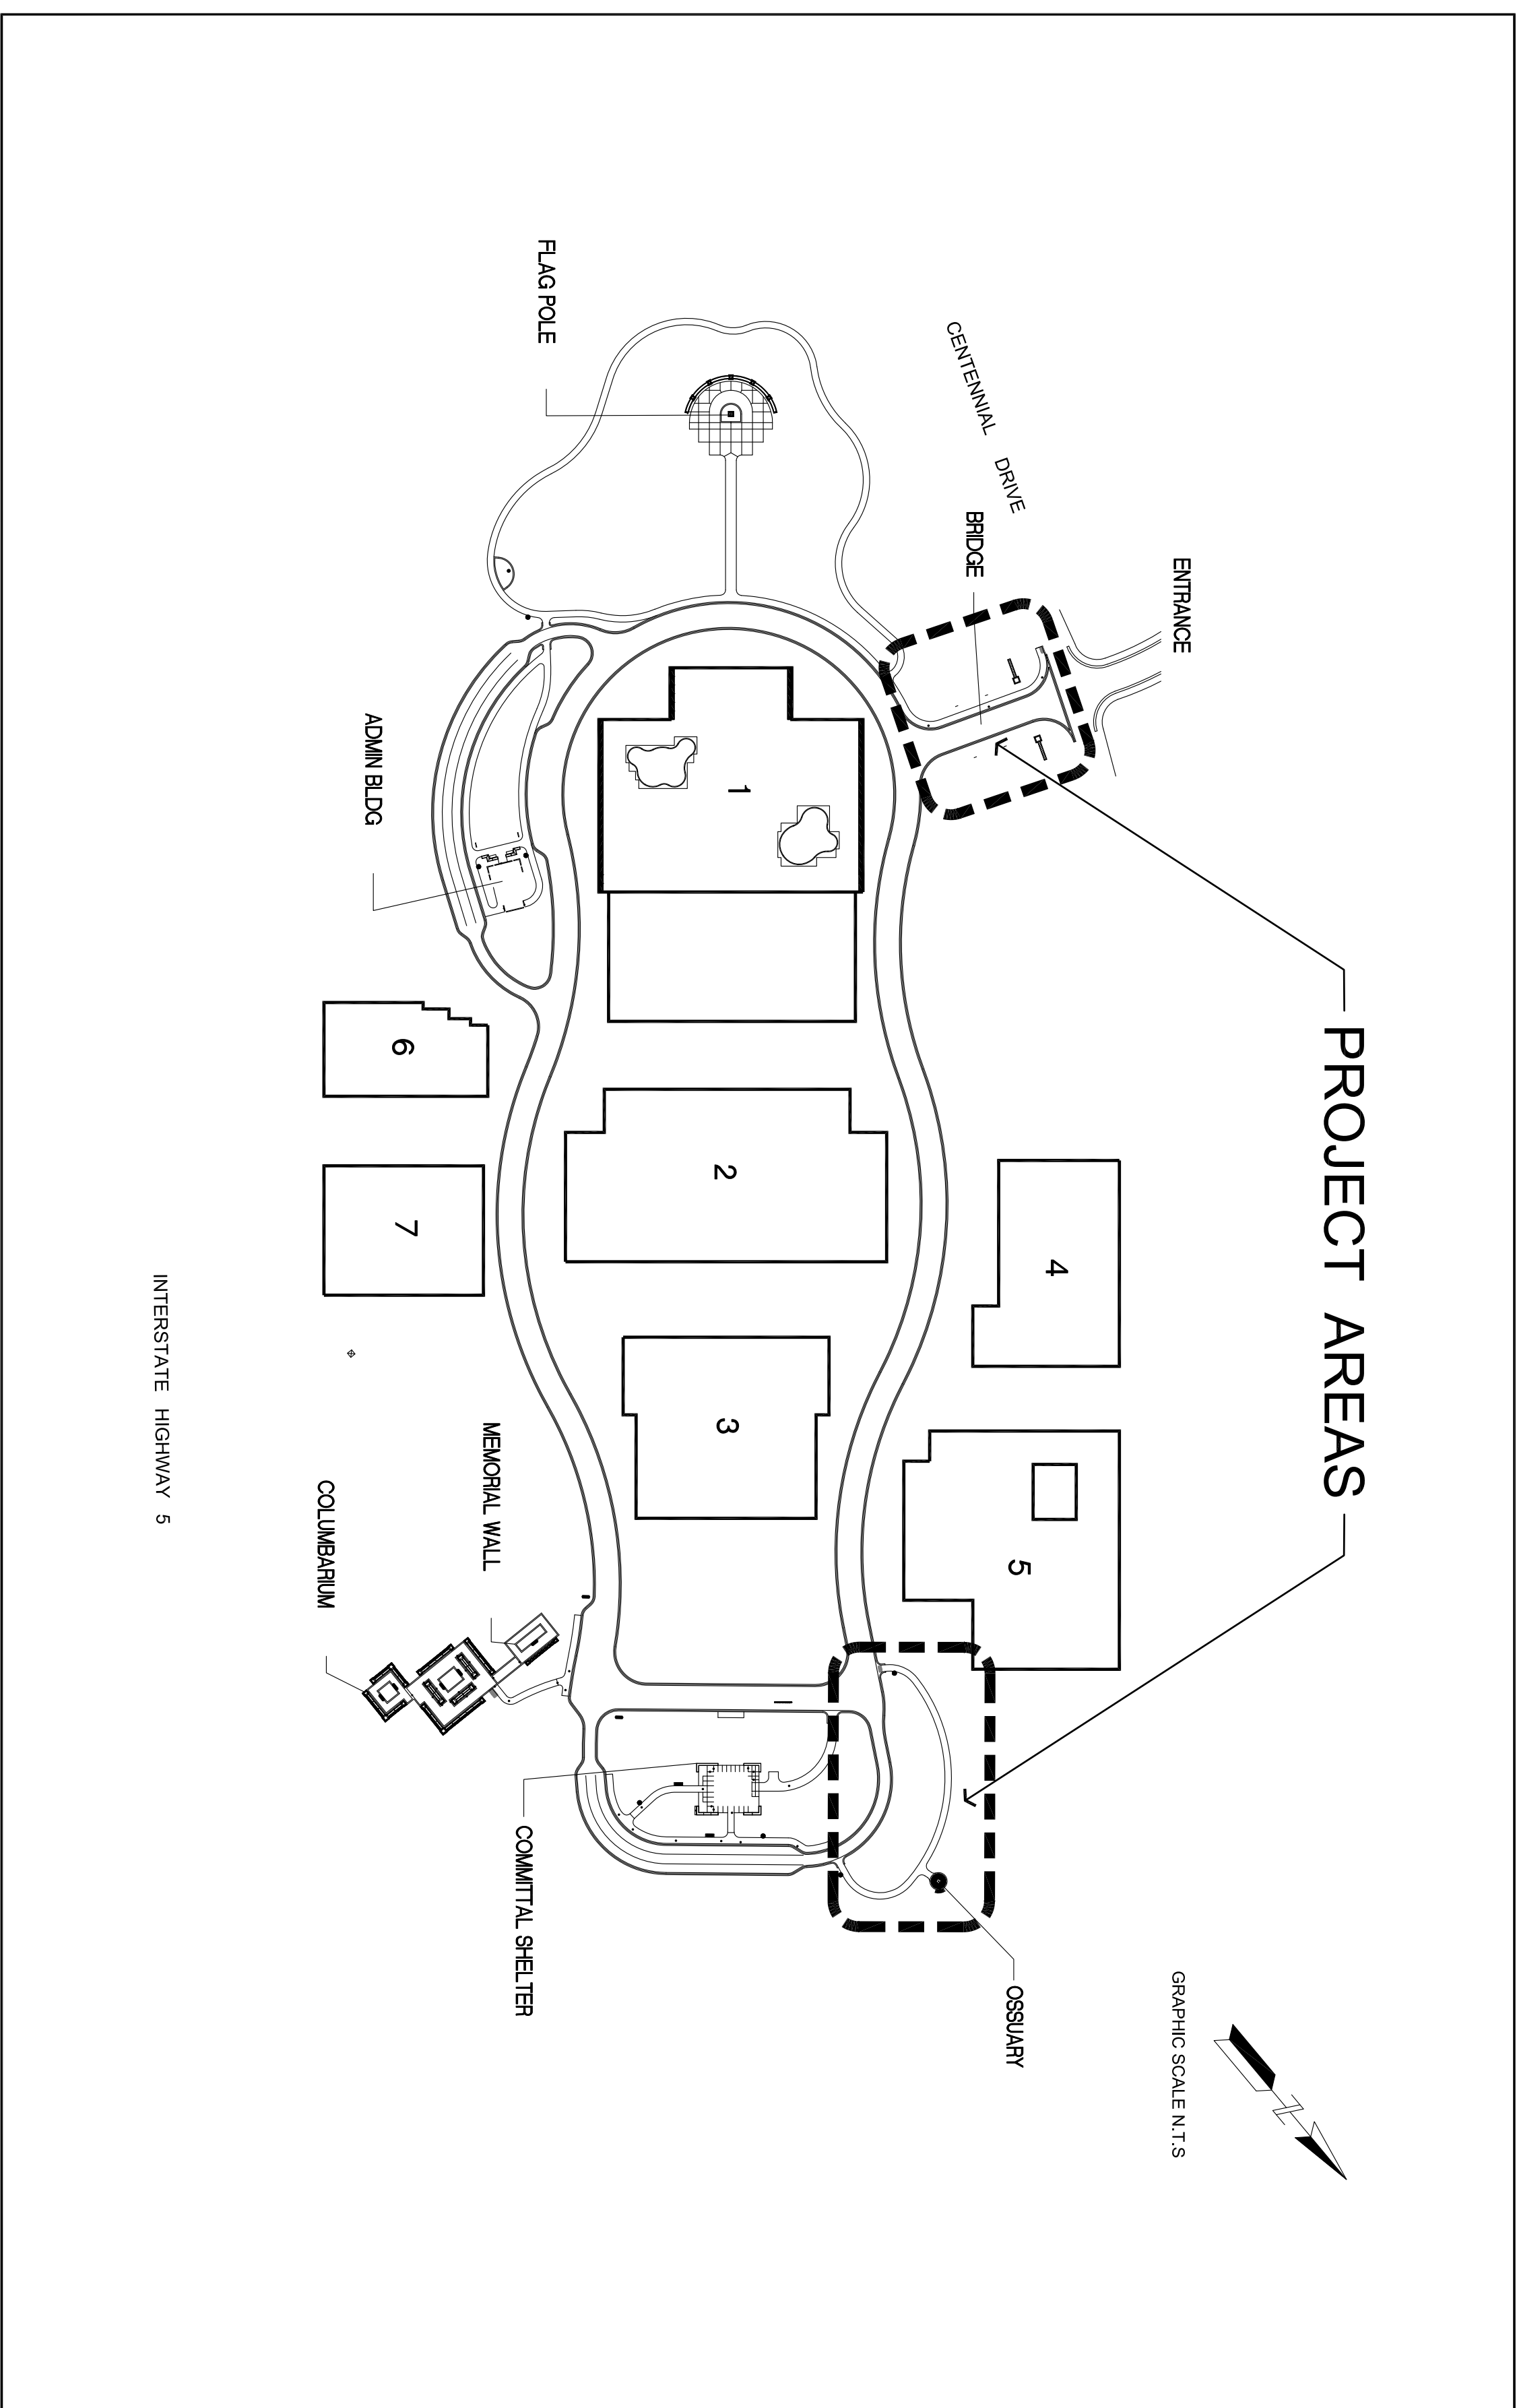 PROJECT AREAS
ENTRANCE
CENTENNIAL DRIVE
BRIDGE
FLAG POLE
ADMIN BLDG
1
2
3
4
5
6
7
GRAPHIC SCALE N.T.S
OSSUARY
COMMITTAL SHELTER
MEMORIAL WALL
COLUMBARIUM
INTERSTATE HIGHWAY 5